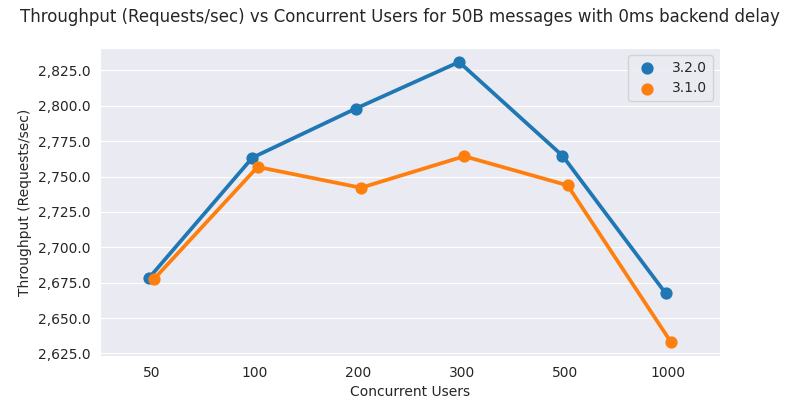 Throughput (Requests/sec) vs Concurrent Users for 50B messages with 0ms backend delay
3.2.0
3.1.0
2,825.0
2,800.0
2,775.0
2,750.0
2,725.0
2,700.0
2,675.0
2,650.0
2,625.0
Throughput (Requests/sec)
50 100 200 300 500 1000
Concurrent Users